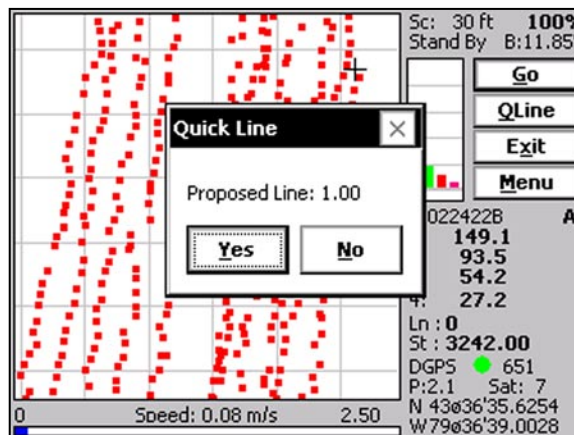 Sc: 30 ft 100%
Stand By B:11.85
Go
QLine
Exit
Menu
Quick Line
Proposed Line: 1.00
Yes
No
022422B A
149.1
93.5
54.2
4: 27.2
Ln : 0
St : 3242.00
DGPS 651
P:2.1 Sat: 7
N 43ø36'35.6254
W79ø36'39.0028
0 Speed: 0.08 m/s 2.50